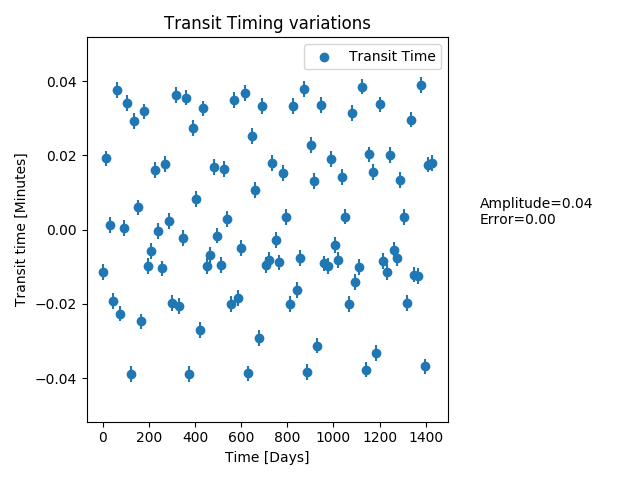 Transit Timing variations
Transit Time
0.04
0.02
0.00
−0.02
−0.04
Transit time [Minutes]
0
200
400
600
800
1000
1200
1400
Time [Days]
Amplitude=0.04
Error=0.00